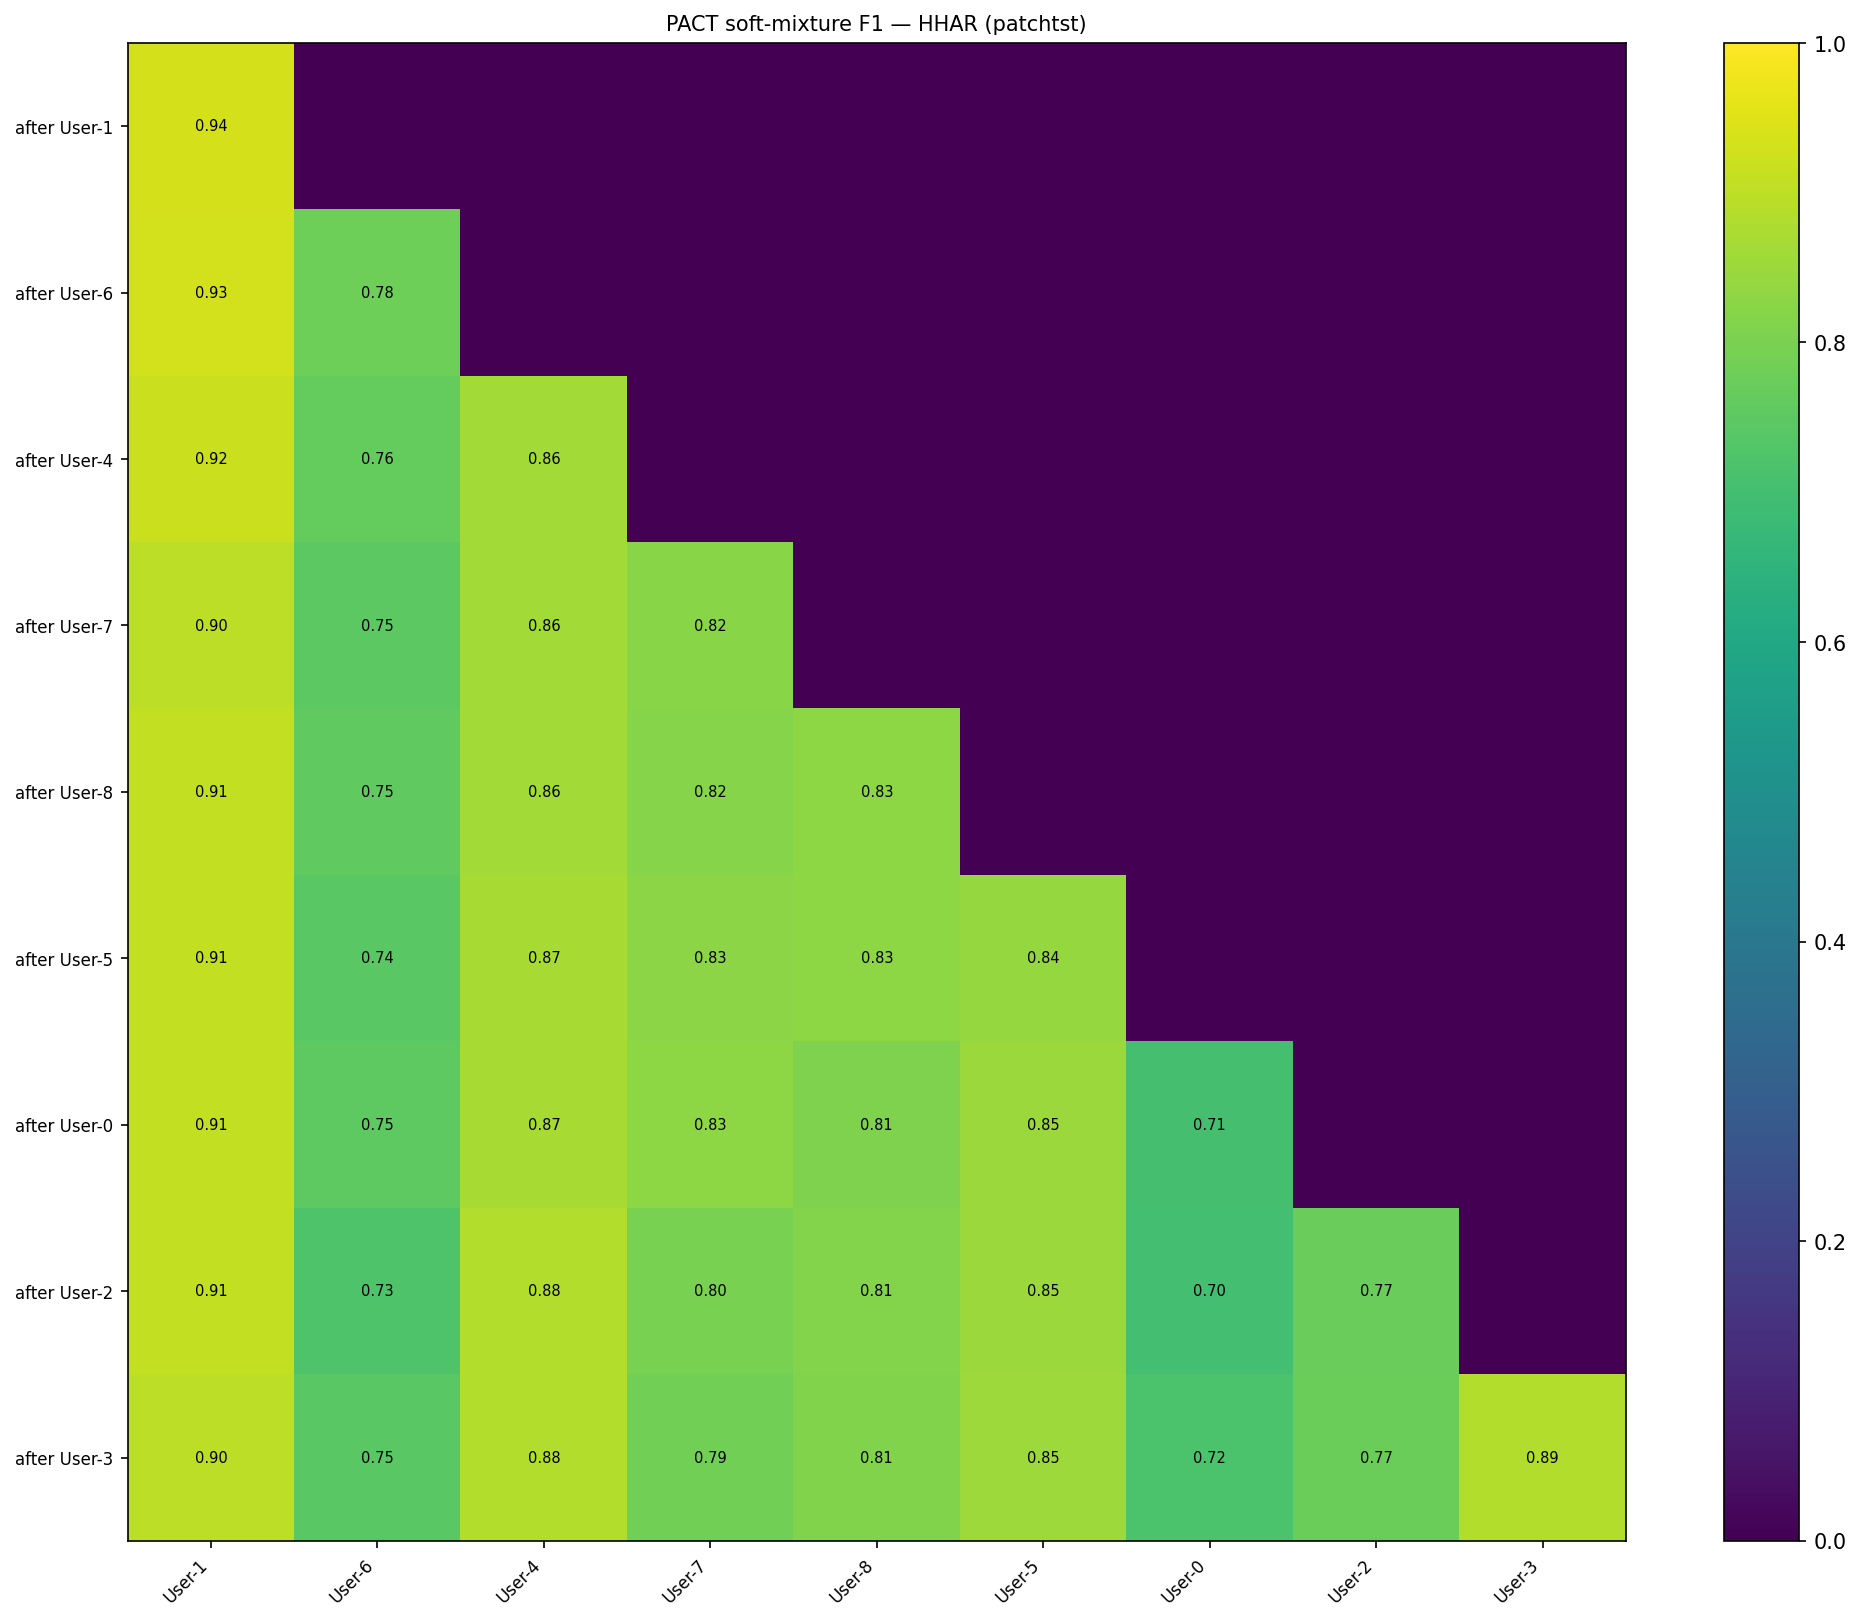 PACT soft-mixture F1 — HHAR (patchtst)
1.0
after User-1 0.94
after User-6 0.93 0.78
0.8
after User-4 0.92 0.76 0.86
after User-7 0.90 0.75 0.86 0.82
0.6
after User-8 0.91 0.75 0.86 0.82 0.83
0.4
after User-5 0.91 0.74 0.87 0.83 0.83 0.84
after User-0 0.91 0.75 0.87 0.83 0.81 0.85 0.71
0.2
after User-2 0.91 0.73 0.88 0.80 0.81 0.85 0.70 0.77
after User-3 0.90 0.75 0.88 0.79 0.81 0.85 0.72 0.77 0.89
0.0
User-1 User-6 User-4 User-7 User-8 User-5 User-0 User-2 User-3